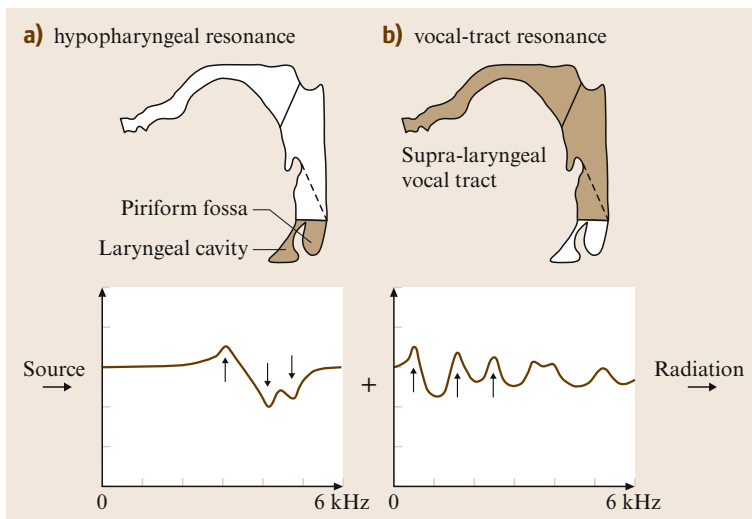 a) hypopharyngeal resonance
b) vocal-tract resonance
Supra-laryngeal
vocal tract
Piriform fossa
Laryngeal cavity
Source
+
Radiation
0
6 kHz
0
6 kHz